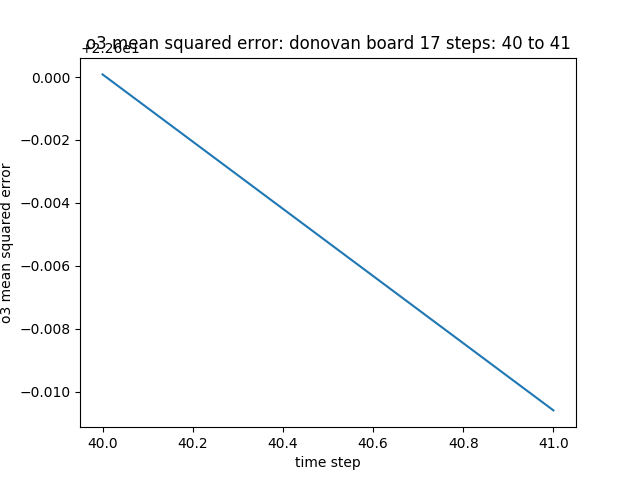 o3 mean squared error: donovan board 17 steps: 40 to 41
+2.26e1
0.000
−0.002
−0.004
−0.006
−0.008
−0.010
o3 mean squared error
40.0 40.2 40.4 40.6 40.8 41.0
time step